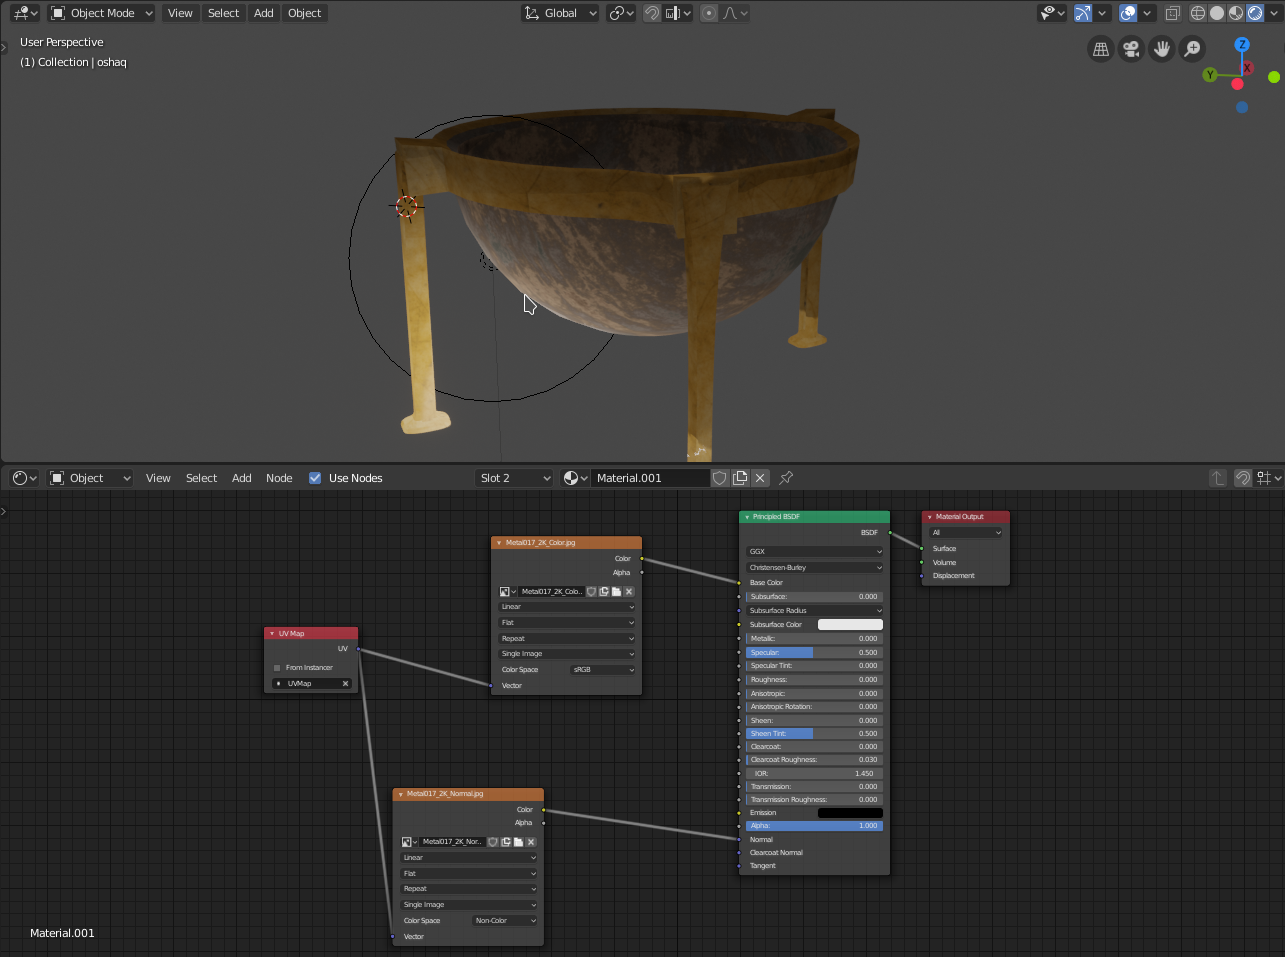 Object Mode View Select Add Object Global
User Perspective
(1) Collection | oshaq
Z
Y X
Object View Select Add Node Use Nodes Slot 2 Material.001
Principled BSDF
BSDF
GGX
Christensen-Burley
Base Color
Subsurface: 0.000
Subsurface Radius
Subsurface Color
Metallic: 0.000
Specular: 0.500
Specular Tint: 0.000
Roughness: 0.000
Anisotropic: 0.000
Anisotropic Rotation: 0.000
Sheen: 0.000
Sheen Tint: 0.500
Clearcoat: 0.000
Clearcoat Roughness: 0.030
IOR: 1.450
Transmission: 0.000
Transmission Roughness: 0.000
Emission
Alpha: 1.000
Normal
Clearcoat Normal
Tangent
Material Output
All
Surface
Volume
Displacement
Metal017_2K_Color.jpg
Color
Alpha
Metal017_2K_Colo..
Linear
Flat
Repeat
Single Image
Color Space sRGB
Vector
UV Map
UV
From Instancer
UVMap
Metal017_2K_Normal.jpg
Color
Alpha
Metal017_2K_Nor..
Linear
Flat
Repeat
Single Image
Color Space Non-Color
Vector
Material.001